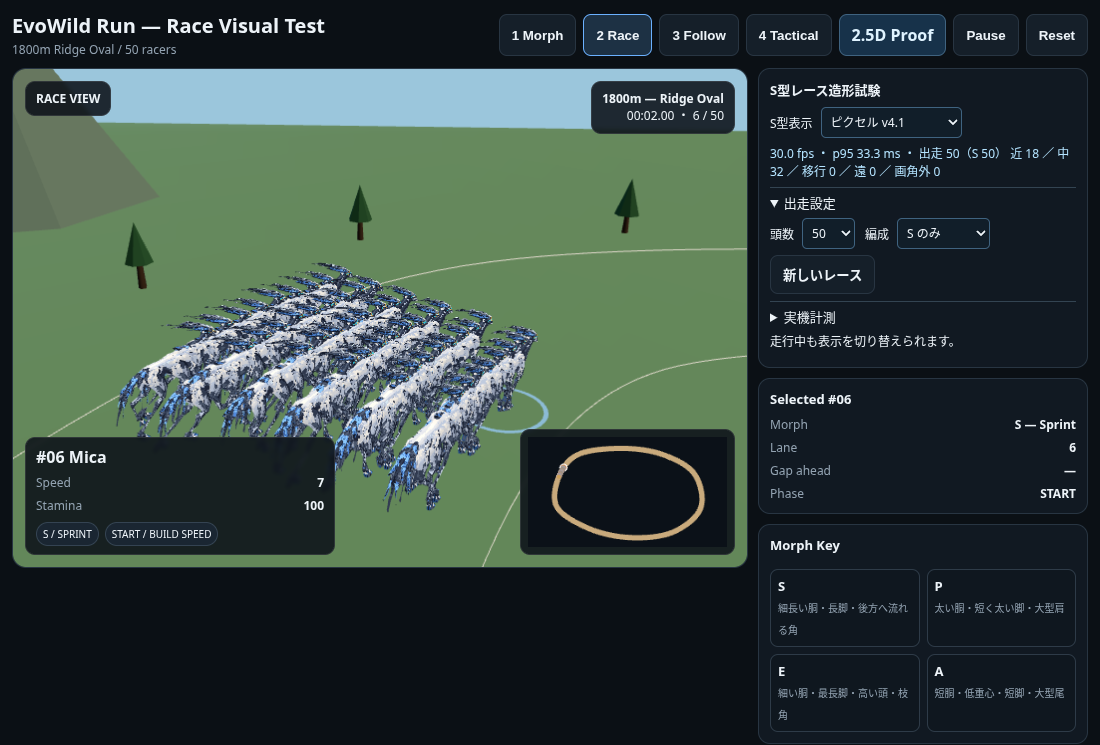 EvoWild Run — Race Visual Test
1800m Ridge Oval / 50 racers
1 Morph
2 Race
3 Follow
4 Tactical
2.5D Proof
Pause
Reset
RACE VIEW
1800m — Ridge Oval
00:02.00 • 6 / 50
#06 Mica
Speed 7
Stamina 100
S / SPRINT
START / BUILD SPEED
S型レース造形試験
S型表示 ピクセル v4.1
30.0 fps ・ p95 33.3 ms ・ 出走 50（S 50） 近 18 ／ 中
32 ／ 移行 0 ／ 遠 0 ／ 画角外 0
▼ 出走設定
頭数 50 編成 S のみ
新しいレース
▶ 実機計測
走行中も表示を切り替えられます。
Selected #06
Morph S — Sprint
Lane 6
Gap ahead —
Phase START
Morph Key
S
細長い胴・長脚・後方へ流れ
る角
P
太い胴・短く太い脚・大型肩
E
細い胴・最長脚・高い頭・枝
角
A
短胴・低重心・短脚・大型尾